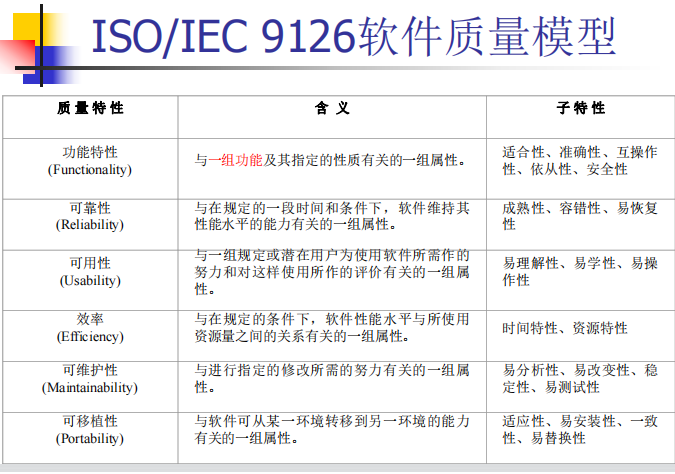 ISO/IEC 9126软件质量模型
质量特性 含 义 子特性
功能特性
(Functionality)
与一组功能及其指定的性质有关的一组属性。
适合性、准确性、互操作
性、依从性、安全性
可靠性
(Reliability)
与在规定的一段时间和条件下，软件维持其
性能水平的能力有关的一组属性。
成熟性、容错性、易恢复
性
可用性
(Usability)
与一组规定或潜在用户为使用软件所需作的
努力和对这样使用所作的评价有关的一组属
性。
易理解性、易学性、易操
作性
效率
(Efficiency)
与在规定的条件下，软件性能水平与所使用
资源量之间的关系有关的一组属性。
时间特性、资源特性
可维护性
(Maintainability)
与进行指定的修改所需的努力有关的一组属
性。
易分析性、易改变性、稳
定性、易测试性
可移植性
(Portability)
与软件可从某一环境转移到另一环境的能力
有关的一组属性。
适应性、易安装性、一致
性、易替换性